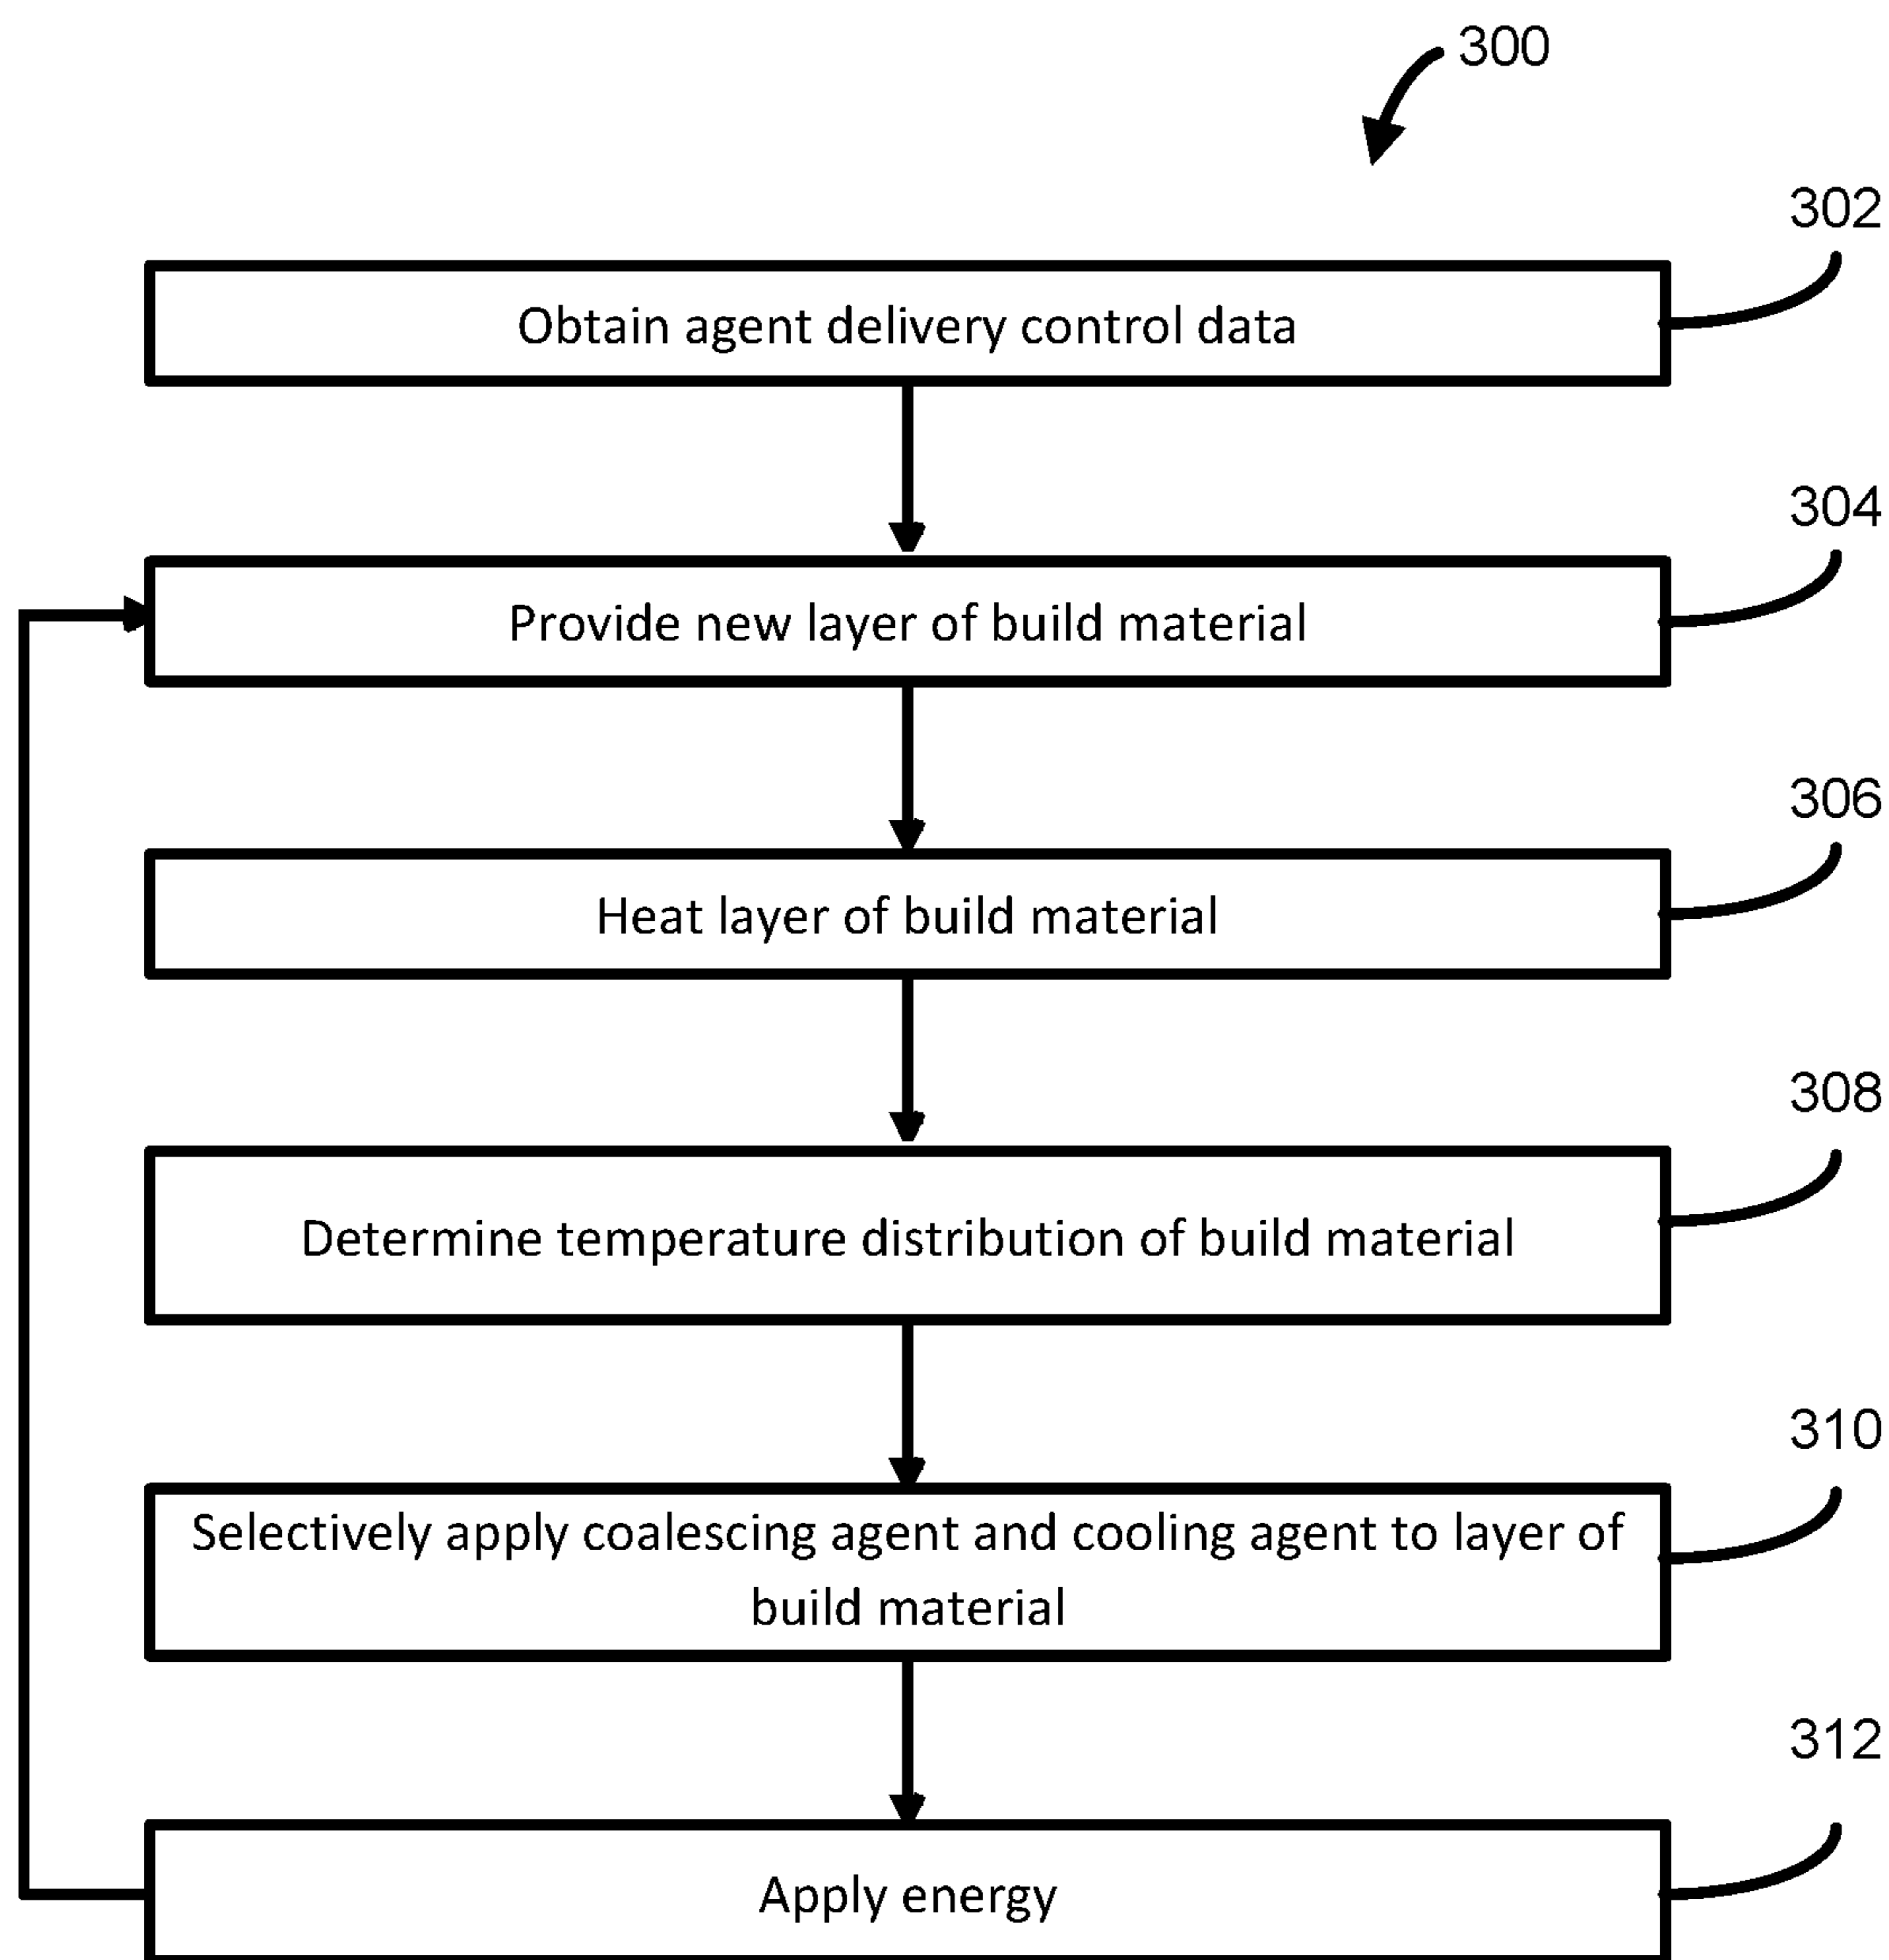 300
302
Obtain agent delivery control data
304
Provide new layer of build material
306
Heat layer of build material
308
Determine temperature distribution of build material
310
Selectively apply coalescing agent and cooling agent to layer of
build material
312
Apply energy